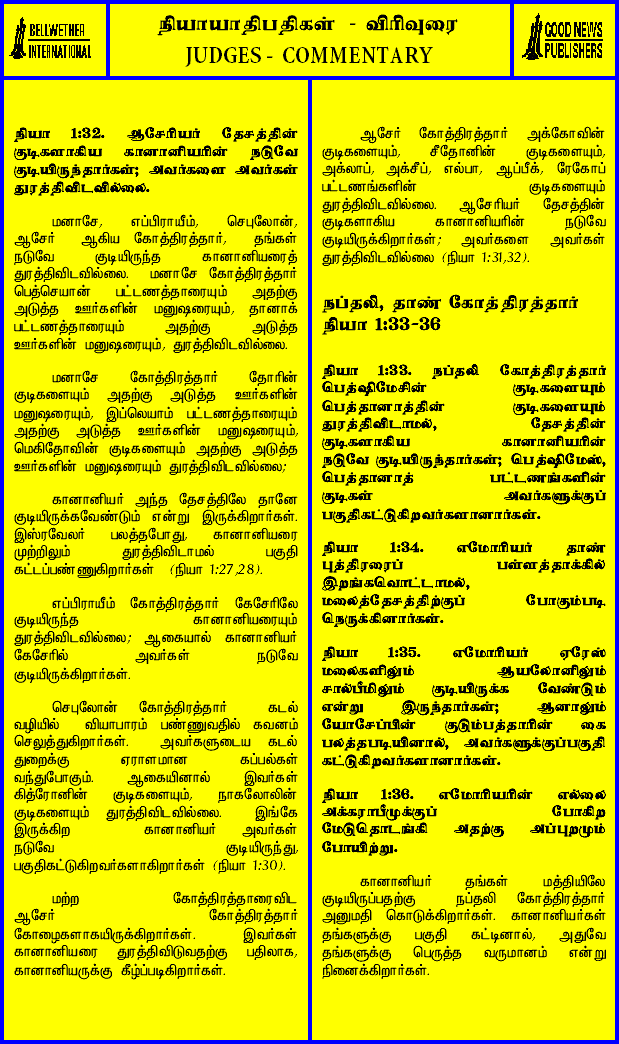 BELLWETHER
INTERNATIONAL
நியாயாதிபதிகள் - விரிவுரை
JUDGES - COMMENTARY
GOOD NEWS
PUBLISHERS
நியா 1:32. ஆசேரியர் தேசத்தின்
குடிகளாகிய கானானியரின் நடுவே
குடியிருந்தார்கள்; அவர்களை அவர்கள்
துரத்திவிடவில்லை.
மனாசே, எப்பிராயீம், செபுலோன்,
ஆசேர் ஆகிய கோத்திரத்தார், தங்கள்
நடுவே குடியிருந்த கானானியரைத்
துரத்திவிடவில்லை. மனாசே கோத்திரத்தார்
பெத்செயான் பட்டணத்தாரையும் அதற்கு
அடுத்த ஊர்களின் மனுஷரையும், தானாக்
பட்டணத்தாரையும் அதற்கு அடுத்த
ஊர்களின் மனுஷரையும், துரத்திவிடவில்லை.
மனாசே கோத்திரத்தார் தோரின்
குடிகளையும் அதற்கு அடுத்த ஊர்களின்
மனுஷரையும், இப்லெயாம் பட்டணத்தாரையும்
அதற்கு அடுத்த ஊர்களின் மனுஷரையும்,
மெகிதோவின் குடிகளையும் அதற்கு அடுத்த
ஊர்களின் மனுஷரையும் துரத்திவிடவில்லை;
கானானியர் அந்த தேசத்திலே தானே
குடியிருக்கவேண்டும் என்று இருக்கிறார்கள்.
இஸ்ரவேலர் பலத்தபோது, கானானியரை
முற்றிலும் துரத்திவிடாமல் பகுதி
கட்டப்பண்ணுகிறார்கள் (நியா 1:27,28).
எப்பிராயீம் கோத்திரத்தார் கேசேரிலே
குடியிருந்த கானானியரையும்
துரத்திவிடவில்லை; ஆகையால் கானானியர்
கேசேரில் அவர்கள் நடுவே
குடியிருக்கிறார்கள்.
செபுலோன் கோத்திரத்தார் கடல்
வழியில் வியாபாரம் பண்ணுவதில் கவனம்
செலுத்துகிறார்கள். அவர்களுடைய கடல்
துறைக்கு ஏராளமான கப்பல்கள்
வந்துபோகும். ஆகையினால் இவர்கள்
கித்ரோனின் குடிகளையும், நாகலோலின்
குடிகளையும் துரத்திவிடவில்லை. இங்கே
இருக்கிற கானானியர் அவர்கள்
நடுவே குடியிருந்து,
பகுதிகட்டுகிறவர்களாகிறார்கள் (நியா 1:30).
மற்ற கோத்திரத்தாரைவிட
ஆசேர் கோத்திரத்தார்
கோழைகளாகயிருக்கிறார்கள். இவர்கள்
கானானியரை துரத்திவிடுவதற்கு பதிலாக,
கானானியருக்கு கீழ்ப்படிகிறார்கள்.
ஆசேர் கோத்திரத்தார் அக்கோவின்
குடிகளையும், சீதோனின் குடிகளையும்,
அக்லாப், அக்சீப், எல்பா, ஆப்பீக், ரேகோப்
பட்டணங்களின் குடிகளையும்
துரத்திவிடவில்லை. ஆசேரியர் தேசத்தின்
குடிகளாகிய கானானியரின் நடுவே
குடியிருக்கிறார்கள்; அவர்களை அவர்கள்
துரத்திவிடவில்லை (நியா 1:31,32).
நப்தலி, தாண் கோத்திரத்தார்
நியா 1:33-36
நியா 1:33. நப்தலி கோத்திரத்தார்
பெத்ஷிமேசின் குடிகளையும்
பெத்தானாத்தின் குடிகளையும்
துரத்திவிடாமல், தேசத்தின்
குடிகளாகிய கானானியரின்
நடுவே குடியிருந்தார்கள்; பெத்ஷிமேஸ்,
பெத்தானாத் பட்டணங்களின்
குடிகள் அவர்களுக்குப்
பகுதிகட்டுகிறவர்களானார்கள்.
நியா 1:34. எமோரியர் தாண்
புத்திரரைப் பள்ளத்தாக்கில்
இறங்கவொட்டாமல்,
மலைத்தேசத்திற்குப் போகும்படி
நெருக்கினார்கள்.
நியா 1:35. எமோரியர் ஏரேஸ்
மலைகளிலும் ஆயலோனிலும்
சால்பீமிலும் குடியிருக்க வேண்டும்
என்று இருந்தார்கள்; ஆனாலும்
யோசேப்பின் குடும்பத்தாரின் கை
பலத்தபடியினால், அவர்களுக்குப்பகுதி
கட்டுகிறவர்களானார்கள்.
நியா 1:36. எமோரியரின் எல்லை
அக்கராபீமுக்குப் போகிற
மேடுதொடங்கி அதற்கு அப்புறமும்
போயிற்று.
கானானியர் தங்கள் மத்தியிலே
குடியிருப்பதற்கு நப்தலி கோத்திரத்தார்
அனுமதி கொடுக்கிறார்கள். கானானியர்கள்
தங்களுக்கு பகுதி கட்டினால், அதுவே
தங்களுக்கு பெருத்த வருமானம் என்று
நினைக்கிறார்கள்.